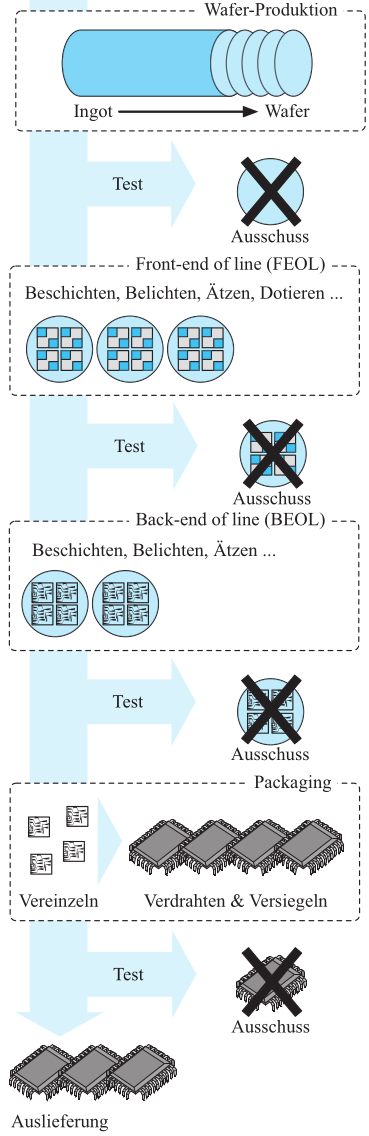 Wafer-Produktion
Ingot
Wafer
Test
Ausschuss
Front-end of line (FEOL)
Beschichten, Belichten, Ätzen, Dotieren ...
Test
Ausschuss
Back-end of line (BEOL)
Beschichten, Belichten, Ätzen ...
Test
Ausschuss
Packaging
Vereinzeln
Verdrahten & Versiegeln
Test
Ausschuss
Auslieferung